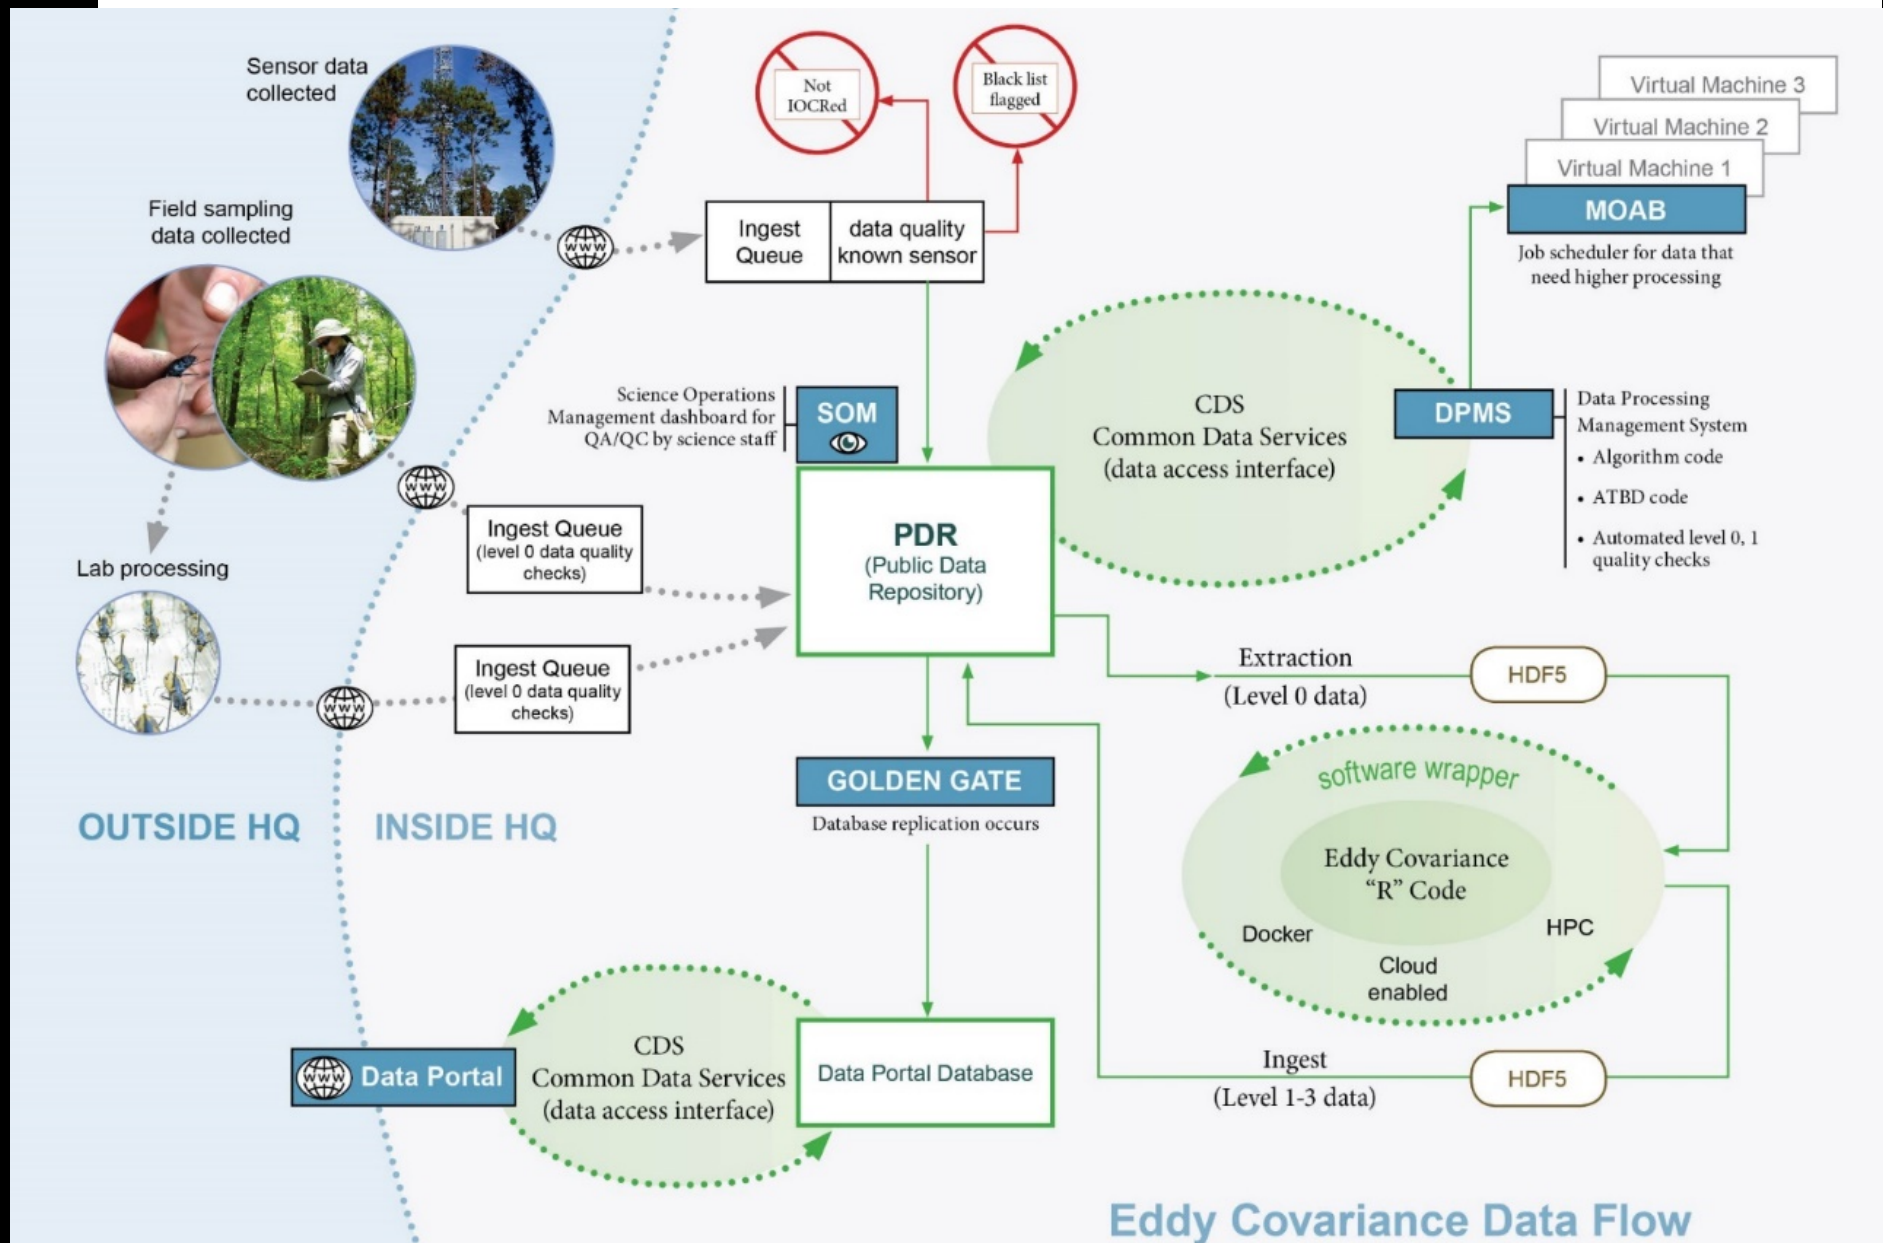 Sensor data
collected
Field sampling
data collected
Lab processing
OUTSIDE HQ
INSIDE HQ
WWW
WWW
WWW
Not
IOCRed
Black list
flagged
Ingest
Queue
data quality
known sensor
Virtual Machine 3
Virtual Machine 2
Virtual Machine 1
MOAB
Job scheduler for data that
need higher processing
Science Operations
Management dashboard for
QA/QC by science staff
SOM
CDS
Common Data Services
(data access interface)
DPMS
Data Processing
Management System
• Algorithm code
• ATBD code
• Automated level 0, 1
quality checks
Ingest Queue
(level 0 data quality
checks)
Ingest Queue
(level 0 data quality
checks)
PDR
(Public Data
Repository)
Extraction
(Level 0 data)
HDF5
GOLDEN GATE
Database replication occurs
software wrapper
Eddy Covariance
“R” Code
Docker
HPC
Cloud
enabled
WWW
Data Portal
CDS
Common Data Services
(data access interface)
Data Portal Database
Ingest
(Level 1-3 data)
HDF5
Eddy Covariance Data Flow